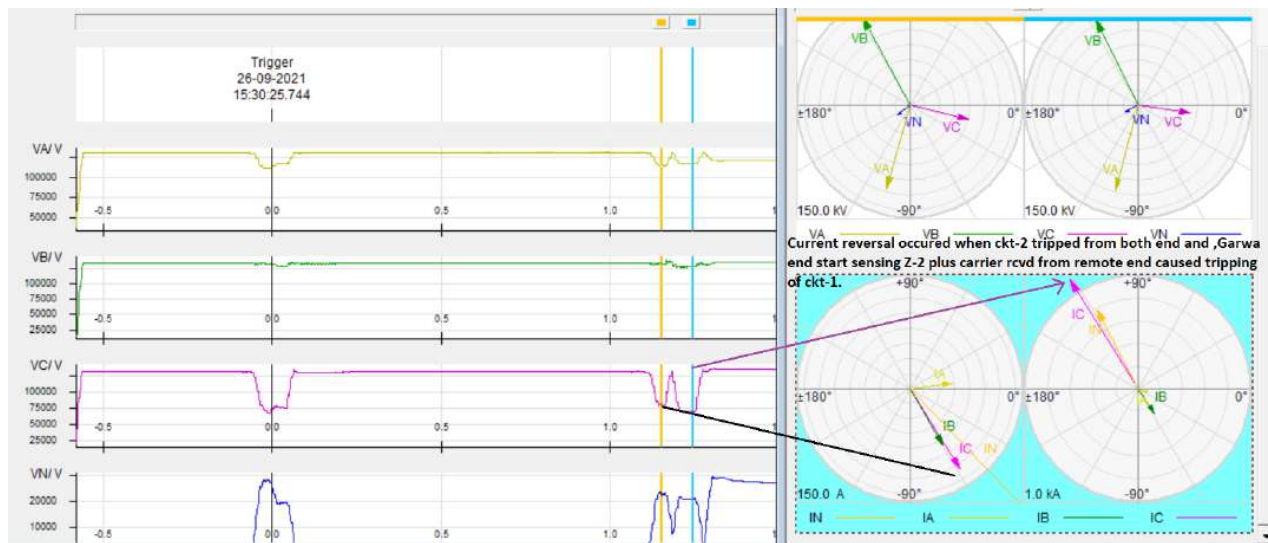 Trigger
26-09-2021
15:30:25.744
VA/ V
100000
75000
50000
-0.5
0.0
0.5
1.0
VB/ V
100000
75000
50000
25000
-0.5
0.0
0.5
1.0
VC/ V
100000
75000
50000
25000
-0.5
0.0
0.5
1.0
VN/ V
20000
10000
-0.5
0.0
0.5
1.0
VB
±180°
0°
VN
VC
VA
150.0 kV
-90°
VB
±180°
0°
VN
VC
VA
150.0 kV
-90°
VA VB VC VN
Current reversal occured when ckt-2 tripped from both end and ,Garwa
end start sensing Z-2 plus carrier rcvd from remote end caused tripping
of ckt-1.
+90°
IA
±180°
0°
IB
IC
IN
150.0 A
-90°
+90°
IC
IN
±180°
0°
IB
1.0 kA
-90°
IN IA IB IC